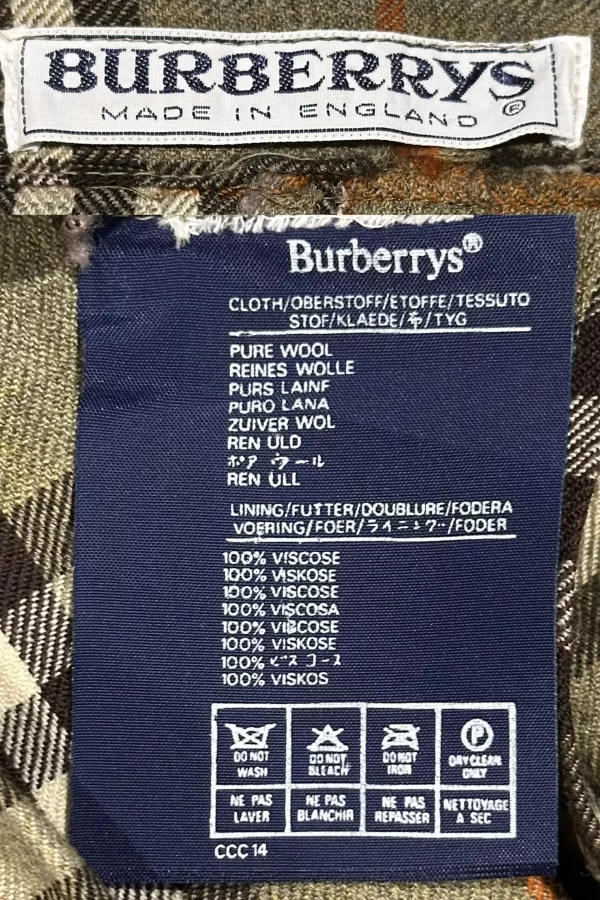 BURBERRYS
MADE IN ENGLAND ®
Burberrys®
CLOTH/OBERSTOFF/ETOFFE/TESSUTO
STOF/KLAEDE/布/TYG
PURE WOOL
REINES WOLLE
PURS LAINE
PURO LANA
ZUIVER WOL
REN ULD
ホア ウール
REN ULL
LINING/FUTTER/DOUBLURE/FODERA
VOERING/FOER/ライニング/FODER
100% VISCOSE
100% VISKOSE
100% VISCOSE
100% VISCOSA
100% VISCOSE
100% VISKOSE
100% ビスコース
100% VISKOS
DO NOT WASH
DO NOT BLEACH
DO NOT IRON
P
DRYCLEAN ONLY
NE PAS LAVER
NE PAS BLANCHIR
NE PAS REPASSER
NETTOYAGE A SEC
CCC 14